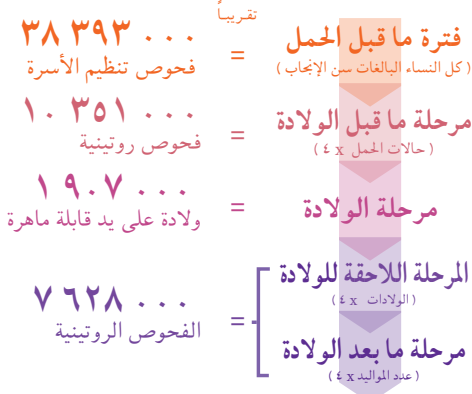 تقريباً
فترة ما قبل الحمل
( كل النساء البالغات سن الإنجاب )
=
٣٨ ٣٩٣ ٠٠٠
فحوص تنظيم الأسرة
مرحلة ما قبل الولادة
( حالات الحمل x ٤ )
=
١٠ ٣٥١ ٠٠٠
فحوص روتينية
مرحلة الولادة
=
١ ٩٠٧ ٠٠٠
ولادة على يد قابلة ماهرة
المرحلة اللاحقة للولادة
( الولادات x ٤ )
مرحلة ما بعد الولادة
( عدد المواليد x ٤ )
=
٧ ٦٢٨ ٠٠٠
الفحوص الروتينية